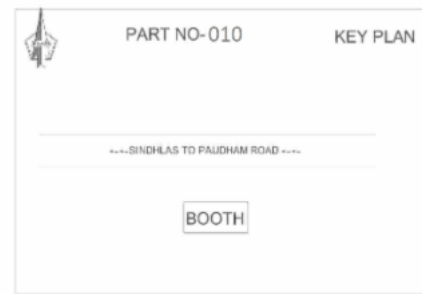 PART NO-010
KEY PLAN
<-<-SINDHLAS TO PAUDHAM ROAD <-<-
BOOTH